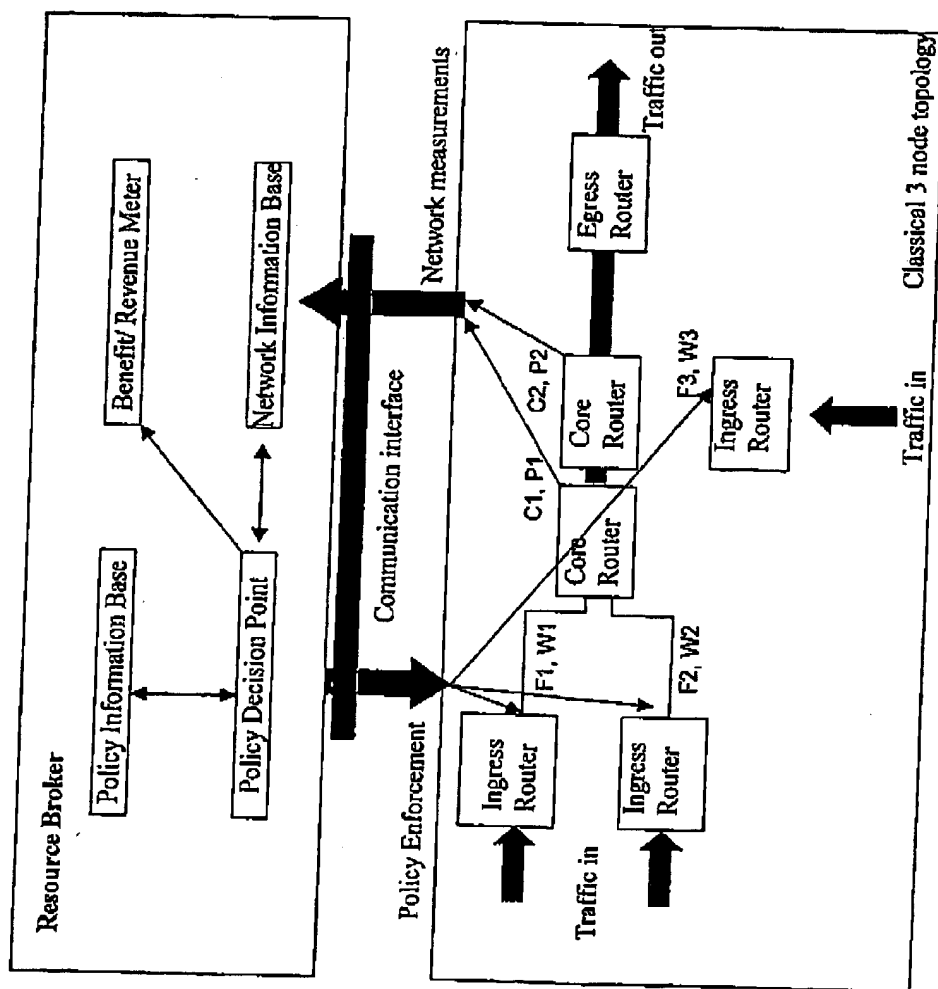 Resource Broker
Policy Information Base
Benefit/ Revenue Meter
Policy Decision Point
Network Information Base
Communication interface
Policy Enforcement
Network measurements
Ingress
Router
F1, W1
C1, P1
C2, P2
Core
Router
Core
Router
Egress
Router
Traffic out
Traffic in
Ingress
Router
F2, W2
F3, W3
Ingress
Router
Traffic in
Classical 3 node topology